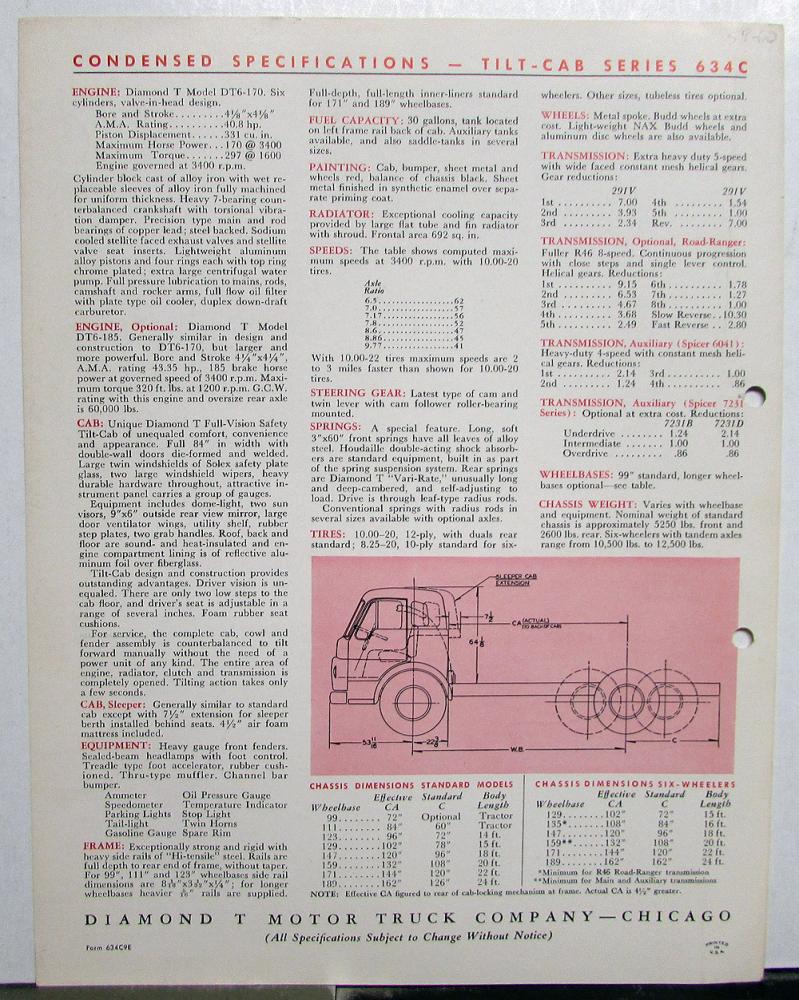 CONDENSED SPECIFICATIONS — TILT-CAB SERIES 634C
ENGINE: Diamond T Model DT6-170. Six
cylinders, valve-in-head design.
Bore and Stroke.........4⅛"x4⅛"
A.M.A. Rating..........40.8 hp.
Piston Displacement......331 cu. in.
Maximum Horse Power...170 @ 3400
Maximum Torque.......297 @ 1600
Engine governed at 3400 r.p.m.
Cylinder block cast of alloy iron with wet re-
placeable sleeves of alloy iron fully machined
for uniform thickness. Heavy 7-bearing coun-
terbalanced crankshaft with torsional vibra-
tion damper. Precision type main and rod
bearings of copper lead; steel backed. Sodium
cooled stellite faced exhaust valves and stellite
valve seat inserts. Lightweight aluminum
alloy pistons and four rings each with top ring
chrome plated; extra large centrifugal water
pump. Full pressure lubrication to mains, rods,
camshaft and rocker arms, full flow oil filter
with plate type oil cooler, duplex down-draft
carburetor.
ENGINE, Optional: Diamond T Model
DT6-185. Generally similar in design and
construction to DT6-170, but larger and
more powerful. Bore and Stroke 4¼"x4¼",
A.M.A. rating 43.35 hp., 185 brake horse
power at governed speed of 3400 r.p.m. Maxi-
mum torque 320 ft. lbs. at 1200 r.p.m. G.C.W.
rating with this engine and oversize rear axle
is 60,000 lbs.
CAB: Unique Diamond T Full-Vision Safety
Tilt-Cab of unequaled comfort, convenience
and appearance. Full 84" in width with
double-wall doors die-formed and welded.
Large twin windshields of Solex safety plate
glass, two large windshield wipers, heavy
durable hardware throughout, attractive in-
strument panel carries a group of gauges.
Equipment includes dome-light, two sun
visors, 9"x6" outside rear view mirror, large
door ventilator wings, utility shelf, rubber
step plates, two grab handles. Roof, back and
floor are sound- and heat-insulated and en-
gine compartment lining is of reflective alu-
minum foil over fiberglass.
Tilt-Cab design and construction provides
outstanding advantages. Driver vision is un-
equaled. There are only two low steps to the
cab floor, and driver's seat is adjustable in a
range of several inches. Foam rubber seat
cushions.
For service, the complete cab, cowl and
fender assembly is counterbalanced to tilt
forward manually without the need of a
power unit of any kind. The entire area of
engine, radiator, clutch and transmission is
completely opened. Tilting action takes only
a few seconds.
CAB, Sleeper: Generally similar to standard
cab except with 7½" extension for sleeper
berth installed behind seats. 4½" air foam
mattress included.
EQUIPMENT: Heavy gauge front fenders.
Sealed-beam headlamps with foot control.
Treadle type foot accelerator, rubber cush-
ioned. Thru-type muffler. Channel bar
bumper.
Ammeter Oil Pressure Gauge
Speedometer Temperature Indicator
Parking Lights Stop Light
Tail-light Twin Horns
Gasoline Gauge Spare Rim
FRAME: Exceptionally strong and rigid with
heavy side rails of "Hi-tensile" steel. Rails are
full depth to rear end of frame, without taper.
For 99", 111" and 123" wheelbases side rail
dimensions are for longer
wheelbases heavier rails are supplied.
Full-depth, full-length inner-liners standard
for 171" and 189" wheelbases.
FUEL CAPACITY: 30 gallons, tank located
on left frame rail back of cab. Auxiliary tanks
available, and also saddle-tanks in several
sizes.
PAINTING: Cab, bumper, sheet metal and
wheels red, balance of chassis black. Sheet
metal finished in synthetic enamel over sepa-
rate priming coat.
RADIATOR: Exceptional cooling capacity
provided by large flat tube and fin radiator
with shroud. Frontal area 692 sq. in.
SPEEDS: The table shows computed maxi-
mum speeds at 3400 r.p.m. with 10.00-20
tires.
Axle
Ratio
6.5................62
7.0................57
7.17...............56
7.8................52
8.6................47
8.86...............45
9.77...............41
With 10.00-22 tires maximum speeds are 2
to 3 miles faster than shown for 10.00-20
tires.
STEERING GEAR: Latest type of cam and
twin lever with cam follower roller-bearing
mounted.
SPRINGS: A special feature. Long, soft
3"x60" front springs have all leaves of alloy
steel. Houdaille double-acting shock absorb-
ers are standard equipment, built in as part
of the spring suspension system. Rear springs
are Diamond T "Vari-Rate," unusually long
and deep-cambered, and self-adjusting to
load. Drive is through leaf-type radius rods.
Conventional springs with radius rods in
several sizes available with optional axles.
TIRES: 10.00-20, 12-ply, with duals rear
standard; 8.25-20, 10-ply standard for six-
wheelers. Other sizes, tubeless tires optional.
WHEELS: Metal spoke. Budd wheels at extra
cost. Light-weight NAX Budd wheels and
aluminum disc wheels are also available.
TRANSMISSION: Extra heavy duty 5-speed
with wide faced constant mesh helical gears.
Gear reductions:
291V 291V
1st .......... 7.00 4th ......... 1.54
2nd .......... 3.93 5th ......... 1.00
3rd .......... 2.34 Rev. ........ 7.00
TRANSMISSION, Optional, Road-Ranger:
Fuller R46 8-speed. Continuous progression
with close steps and single lever control.
Helical gears. Reductions:
1st .......... 9.15 6th .......... 1.78
2nd .......... 6.53 7th .......... 1.27
3rd .......... 4.67 8th .......... 1.00
4th .......... 3.68 Slow Reverse..10.30
5th .......... 2.49 Fast Reverse .. 2.80
TRANSMISSION, Auxiliary (Spicer 6041):
Heavy-duty 4-speed with constant mesh heli-
cal gears. Reductions:
1st .......... 2.14 3rd .......... 1.00
2nd .......... 1.24 4th .......... .86
TRANSMISSION, Auxiliary (Spicer 7231
Series): Optional at extra cost. Reductions:
7231B 7231D
Underdrive ....... 1.24 2.14
Intermediate ...... 1.00 1.00
Overdrive ........ .86 .86
WHEELBASES: 99" standard, longer wheel-
bases optional—see table.
CHASSIS WEIGHT: Varies with wheelbase
and equipment. Nominal weight of standard
chassis is approximately 5250 lbs. front and
2600 lbs. rear. Six-wheelers with tandem axles
range from 10,500 lbs. to 12,500 lbs.
SLEEPER CAB
EXTENSION
7½
CA (ACTUAL)
TO BACK OF CAB
64⅛
53 11/16
22⅜
W.B.
C
CHASSIS DIMENSIONS STANDARD MODELS
Effective Standard Body
Wheelbase CA C Length
99........ 72" Optional Tractor
111........ 84" 60" Tractor
123........ 96" 72" 14 ft.
129........102" 78" 15 ft.
147........120" 96" 18 ft.
159........132" 108" 20 ft.
171........144" 120" 22 ft.
189........162" 126" 24 ft.
CHASSIS DIMENSIONS SIX-WHEELERS
Effective Standard Body
Wheelbase CA C Length
129........102" 72" 15 ft.
135*....... 108" 84" 16 ft.
147........120" 96" 18 ft.
159**......132" 108" 20 ft.
171........144" 120" 22 ft.
189........162" 162" 24 ft.
*Minimum for R46 Road-Ranger transmission
**Minimum for Main and Auxiliary transmissions
NOTE: Effective CA figured to rear of cab-locking mechanism at frame. Actual CA is 4½" greater.
DIAMOND T MOTOR TRUCK COMPANY—CHICAGO
(All Specifications Subject to Change Without Notice)
Form 634C9E
PRINTED
IN
U.S.A.